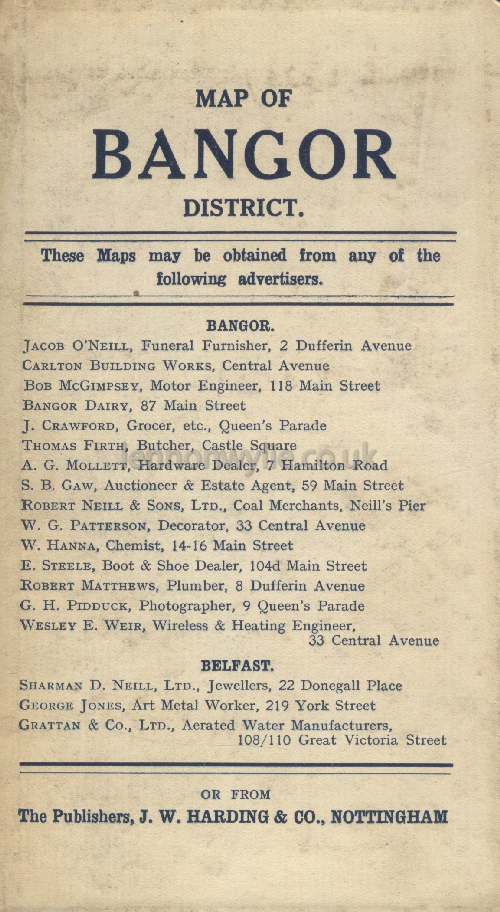 MAP OF
BANGOR
DISTRICT.
These Maps may be obtained from any of the
following advertisers.
BANGOR.
JACOB O'NEILL, Funeral Furnisher, 2 Dufferin Avenue
CARLTON BUILDING WORKS, Central Avenue
BOB MCGIMPSEY, Motor Engineer, 118 Main Street
BANGOR DAIRY, 87 Main Street
J. CRAWFORD, Grocer, etc., Queen's Parade
THOMAS FIRTH, Butcher, Castle Square
A. G. MOLLETT, Hardware Dealer, 7 Hamilton Road
S. B. GAW, Auctioneer & Estate Agent, 59 Main Street
ROBERT NEILL & SONS, LTD., Coal Merchants, Neill's Pier
W. G. PATTERSON, Decorator, 33 Central Avenue
W. HANNA, Chemist, 14-16 Main Street
E. STEELE, Boot & Shoe Dealer, 104d Main Street
ROBERT MATTHEWS, Plumber, 8 Dufferin Avenue
G. H. PIDDUCK, Photographer, 9 Queen's Parade
WESLEY E. WEIR, Wireless & Heating Engineer,
33 Central Avenue
BELFAST.
SHARMAN D. NEILL, LTD., Jewellers, 22 Donegall Place
GEORGE JONES, Art Metal Worker, 219 York Street
GRATTAN & CO., LTD., Aerated Water Manufacturers,
108/110 Great Victoria Street
OR FROM
The Publishers, J. W. HARDING & CO., NOTTINGHAM